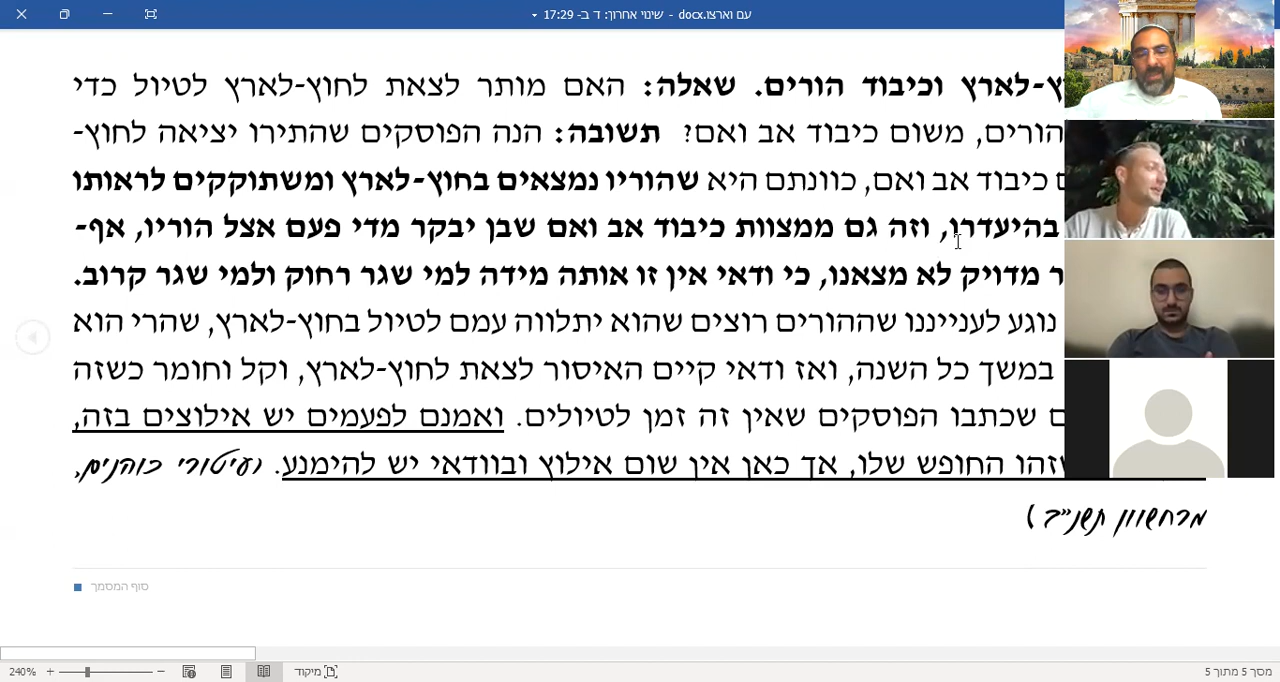 עם וארצו.docx - שינוי אחרון: ד ב- 17:29
ץ-לארץ וכיבוד הורים. שאלה: האם מותר לצאת לחוץ-לארץ לטיול כדי
הורים, משום כיבוד אב ואם? תשובה: הנה הפוסקים שהתירו יציאה לחוץ-
כיבוד אב ואם, כוונתם היא שהוריו נמצאים בחוץ-לארץ ומשתוקקים לראותו
בהיעדרו, וזה גם ממצוות כיבוד אב ואם שבן יבקר מדי פעם אצל הוריו, אף-
ר מדויק לא מצאנו, כי ודאי אין זו אותה מידה למי שגר רחוק ולמי שגר קרוב.
נוגע לענייננו שההורים רוצים שהוא יתלווה עמם לטיול בחוץ-לארץ, שהרי הוא
במשך כל השנה, ואז ודאי קיים האיסור לצאת לחוץ-לארץ, וקל וחומר כשזה
ם שכתבו הפוסקים שאין זה זמן לטיולים. ואמנם לפעמים יש אילוצים בזה,
שזהו החופש שלו, אך כאן אין שום אילוץ ובוודאי יש להימנע. (עיטורי כוהנים,
מרחשוון תשנ"ב)
סוף המסמך
מסך 5 מתוך 5
מיקוד
240%